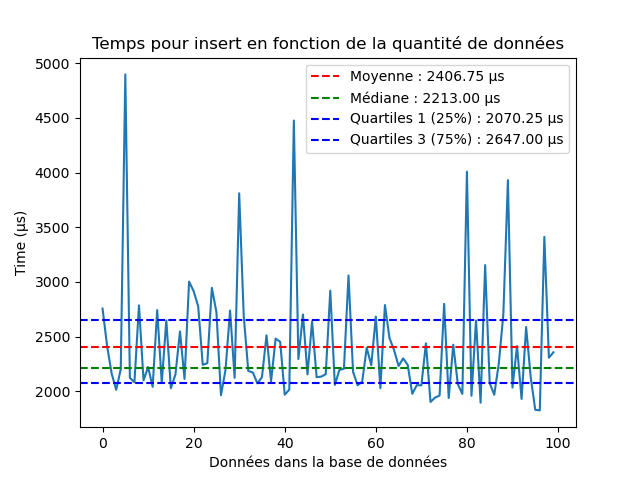 Temps pour insert en fonction de la quantité de données
Moyenne : 2406.75 µs
Médiane : 2213.00 µs
Quartiles 1 (25%) : 2070.25 µs
Quartiles 3 (75%) : 2647.00 µs
Time (µs)
5000
4500
4000
3500
3000
2500
2000
0 20 40 60 80 100
Données dans la base de données